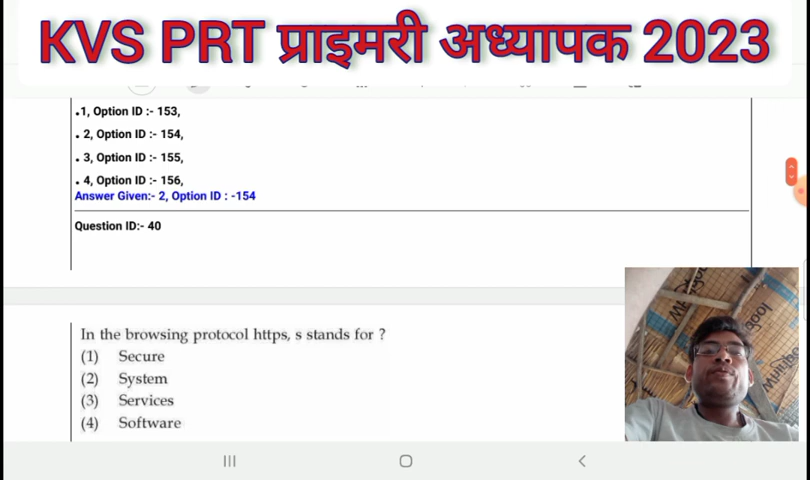 KVS PRT प्राइमरी अध्यापक 2023
.1, Option ID :- 153,
. 2, Option ID :- 154,
. 3, Option ID :- 155,
. 4, Option ID :- 156,
Answer Given:- 2, Option ID : -154
Question ID:- 40
In the browsing protocol https, s stands for ?
(1) Secure
(2) System
(3) Services
(4) Software